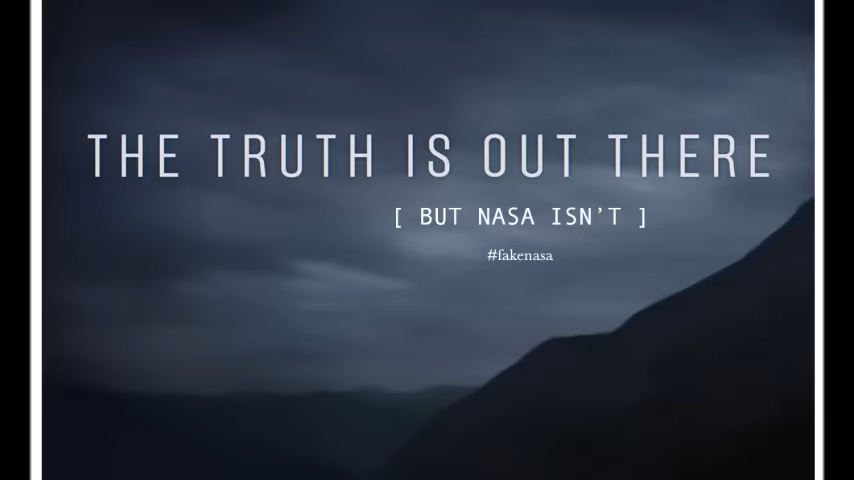 THE TRUTH IS OUT THERE
[ BUT NASA ISN’T ]
#fakenasa